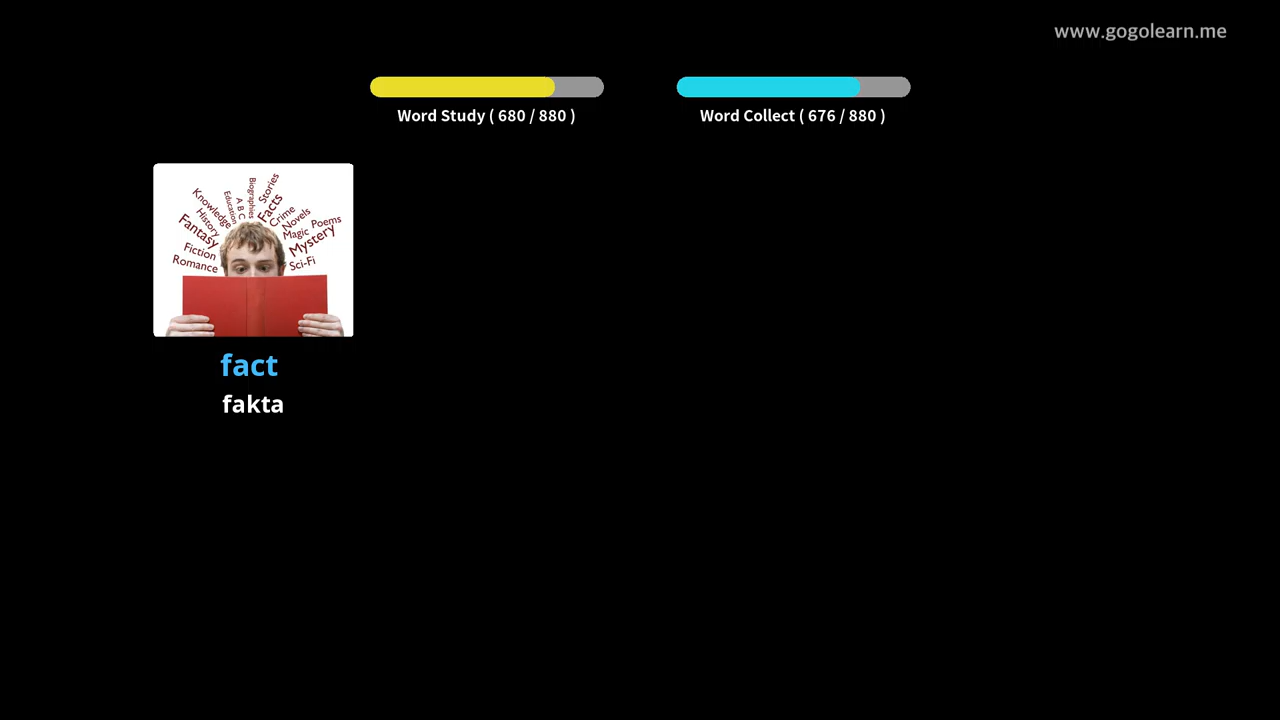 www.gogolearn.me
Word Study ( 680 / 880 )
Word Collect ( 676 / 880 )
Knowledge
History
Fantasy
Fiction
Romance
Education
A B C
Biographies
Stories
Facts
Crime
Novels
Magic
Poems
Mystery
Sci-Fi
fact
fakta